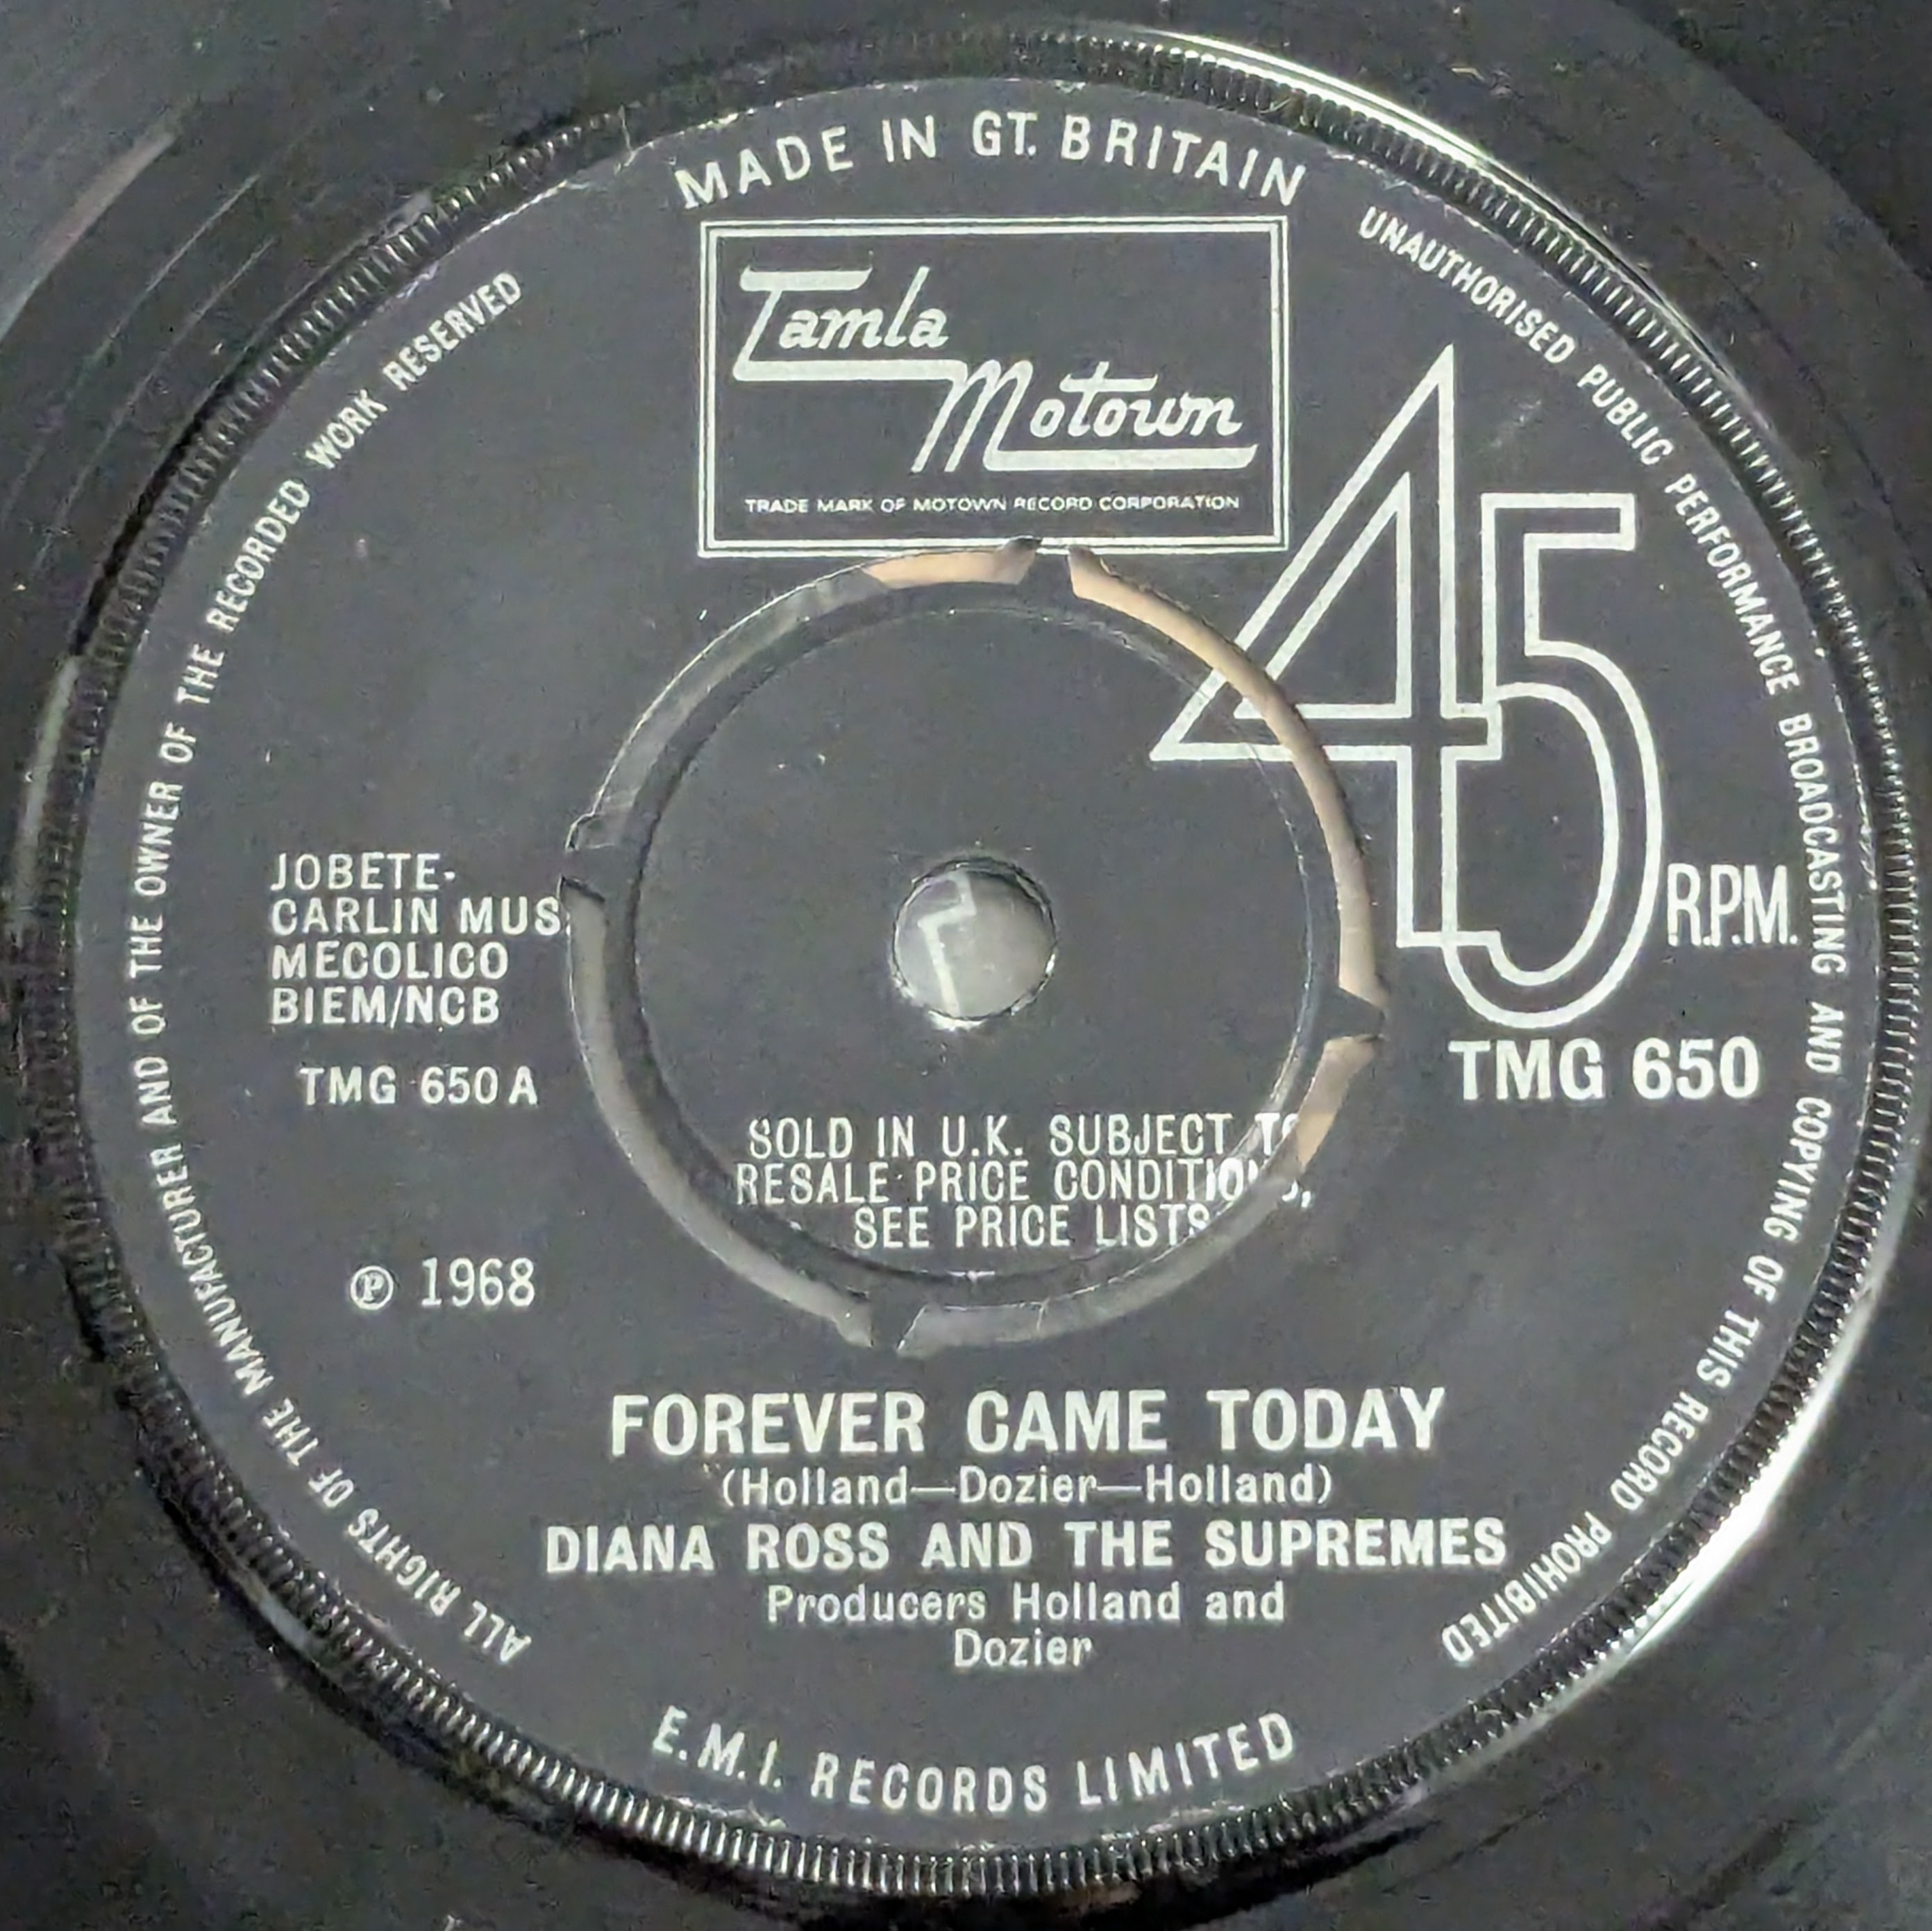 MADE IN GT. BRITAIN
Tamla
Motown
TRADE MARK OF MOTOWN RECORD CORPORATION
UNAUTHORISED PUBLIC PERFORMANCE BROADCASTING AND COPYING OF THIS RECORD PROHIBITED
ALL RIGHTS OF THE MANUFACTURER AND OF THE OWNER OF THE RECORDED WORK RESERVED
45 R.P.M.
TMG 650
JOBETE-
CARLIN MUS
MECOLICO
BIEM/NCB
TMG 650 A
SOLD IN U.K. SUBJECT TO
RESALE PRICE CONDITIONS,
SEE PRICE LISTS
℗ 1968
FOREVER CAME TODAY
(Holland—Dozier—Holland)
DIANA ROSS AND THE SUPREMES
Producers Holland and
Dozier
E.M.I. RECORDS LIMITED